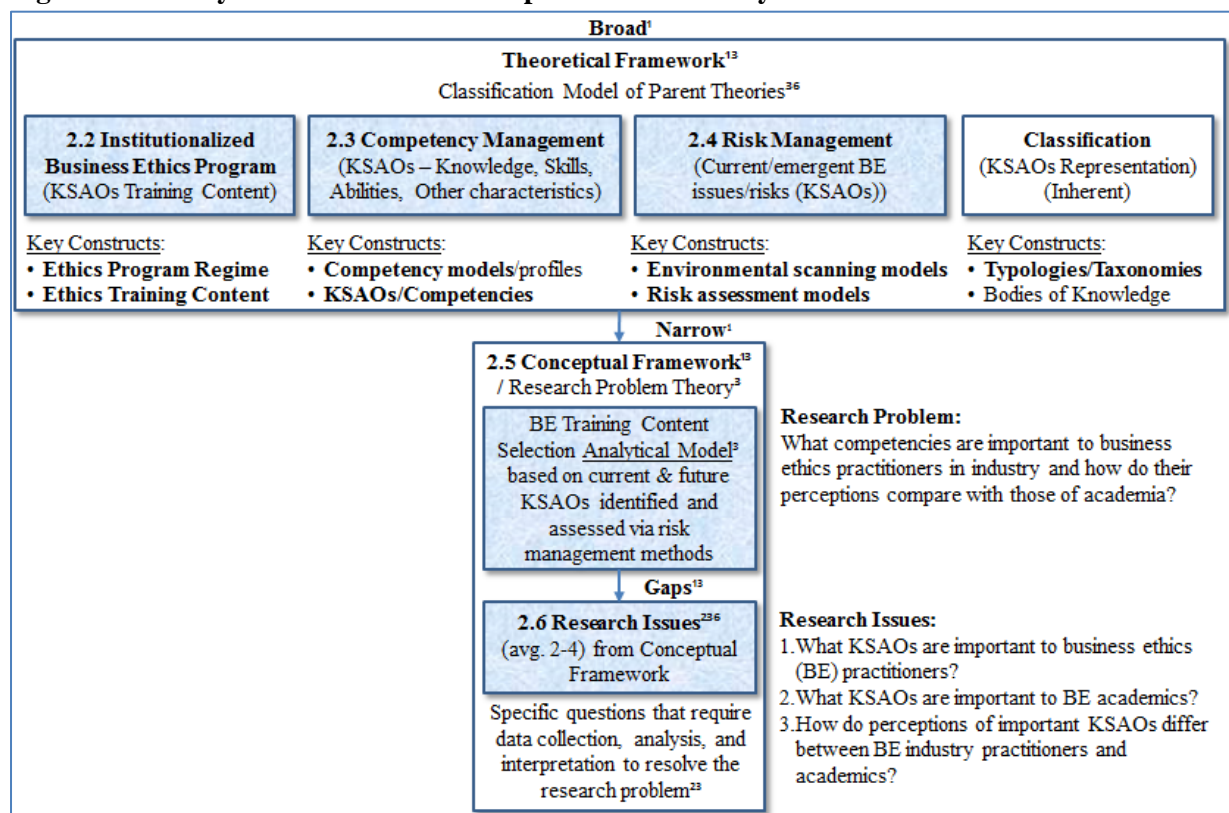 Broad¹
Theoretical Framework¹³
Classification Model of Parent Theories³⁶
2.2 Institutionalized
Business Ethics Program
(KSAOs Training Content)
2.3 Competency Management
(KSAOs – Knowledge, Skills,
Abilities, Other characteristics)
2.4 Risk Management
(Current/emergent BE
issues/risks (KSAOs))
Classification
(KSAOs Representation)
(Inherent)
Key Constructs:
• Ethics Program Regime
• Ethics Training Content
Key Constructs:
• Competency models/profiles
• KSAOs/Competencies
Key Constructs:
• Environmental scanning models
• Risk assessment models
Key Constructs:
• Typologies/Taxonomies
• Bodies of Knowledge
Narrow¹
2.5 Conceptual Framework¹³
/ Research Problem Theory³
BE Training Content
Selection Analytical Model³
based on current & future
KSAOs identified and
assessed via risk
management methods
Research Problem:
What competencies are important to business
ethics practitioners in industry and how do their
perceptions compare with those of academia?
Gaps¹³
2.6 Research Issues²³⁶
(avg. 2-4) from Conceptual
Framework
Specific questions that require
data collection, analysis, and
interpretation to resolve the
research problem²³
Research Issues:
1.What KSAOs are important to business ethics
(BE) practitioners?
2.What KSAOs are important to BE academics?
3.How do perceptions of important KSAOs differ
between BE industry practitioners and
academics?